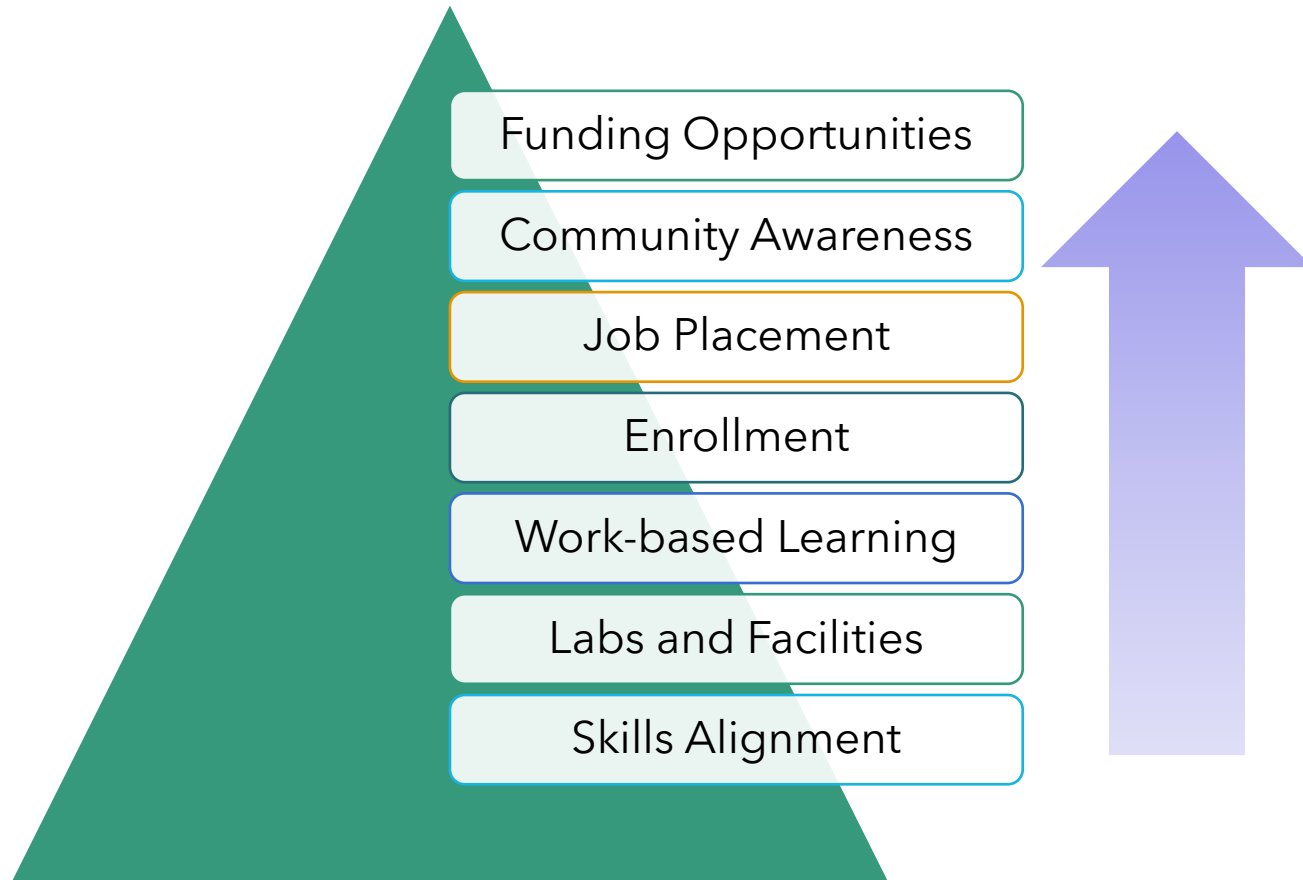 Funding Opportunities
Community Awareness
Job Placement
Enrollment
Work-based Learning
Labs and Facilities
Skills Alignment